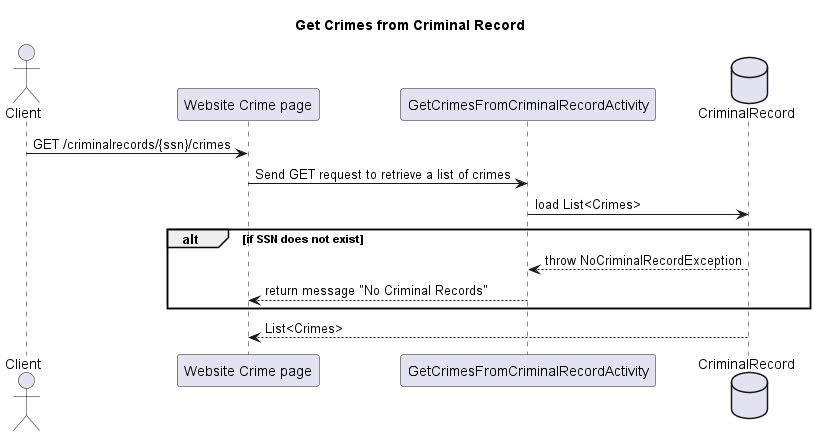 Get Crimes from Criminal Record
Client
Website Crime page
GetCrimesFromCriminalRecordActivity
CriminalRecord
GET /criminalrecords/{ssn}/crimes
Send GET request to retrieve a list of crimes
load List<Crimes>
alt [if SSN does not exist]
throw NoCriminalRecordException
return message "No Criminal Records"
List<Crimes>
Client
Website Crime page
GetCrimesFromCriminalRecordActivity
CriminalRecord